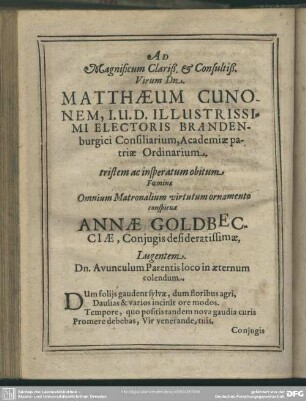 AD
Magnificum Clariß, & Consultiß.
Virum Dn.
MATTHÆUM CUNO-
NEM, I.U.D. ILLUSTRISSI-
MI ELECTORIS BRANDEN-
burgici Consiliarium, Academiæ pa-
triæ Ordinarium,
tristem ac insperatum obitum
Fæminæ
Omnium Matronalium virtutum ornamento
conspicuæ
ANNÆ GOLDBEC-
CIÆ, Conjugis desideratissimæ,
Lugentem
Dn. Avunculum Parentis loco in æternum
colendum.
DUm folijs gaudent sylvæ, dum floribus agri,
Daulias & varios incinit ore modos.
Tempore, quo positis tandem nova gaudia curis
Promere debebas, Vir venerande, tuis.
Conjugis